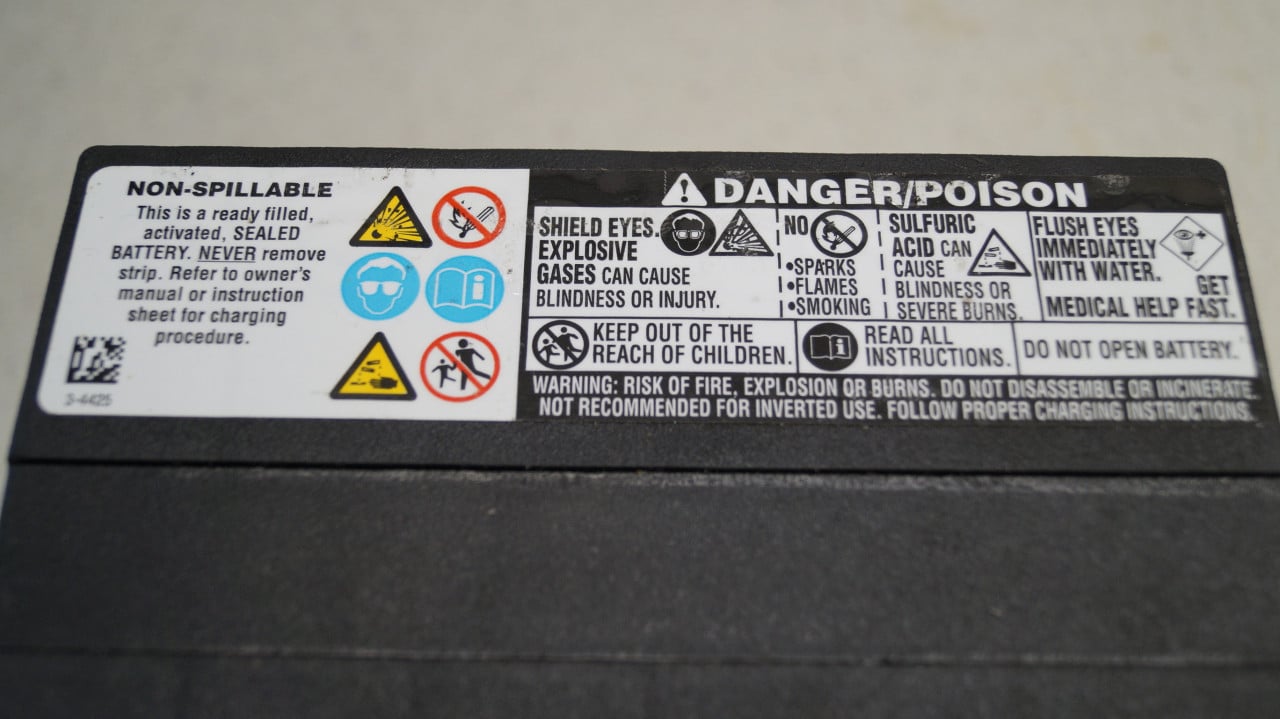 NON-SPILLABLE
This is a ready filled,
activated, SEALED
BATTERY. NEVER remove
strip. Refer to owner's
manual or instruction
sheet for charging
procedure.
S-4425
DANGER/POISON
SHIELD EYES.
EXPLOSIVE
GASES CAN CAUSE
BLINDNESS OR INJURY.
NO
•SPARKS
•FLAMES
•SMOKING
SULFURIC
ACID CAN
CAUSE
BLINDNESS OR
SEVERE BURNS.
FLUSH EYES
IMMEDIATELY
WITH WATER.
GET
MEDICAL HELP FAST.
KEEP OUT OF THE
REACH OF CHILDREN.
READ ALL
INSTRUCTIONS.
DO NOT OPEN BATTERY.
WARNING: RISK OF FIRE, EXPLOSION OR BURNS. DO NOT DISASSEMBLE OR INCINERATE.
NOT RECOMMENDED FOR INVERTED USE. FOLLOW PROPER CHARGING INSTRUCTIONS.